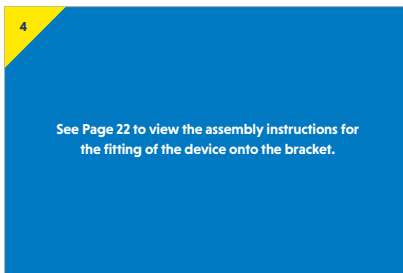 4
See Page 22 to view the assembly instructions for
the fitting of the device onto the bracket.